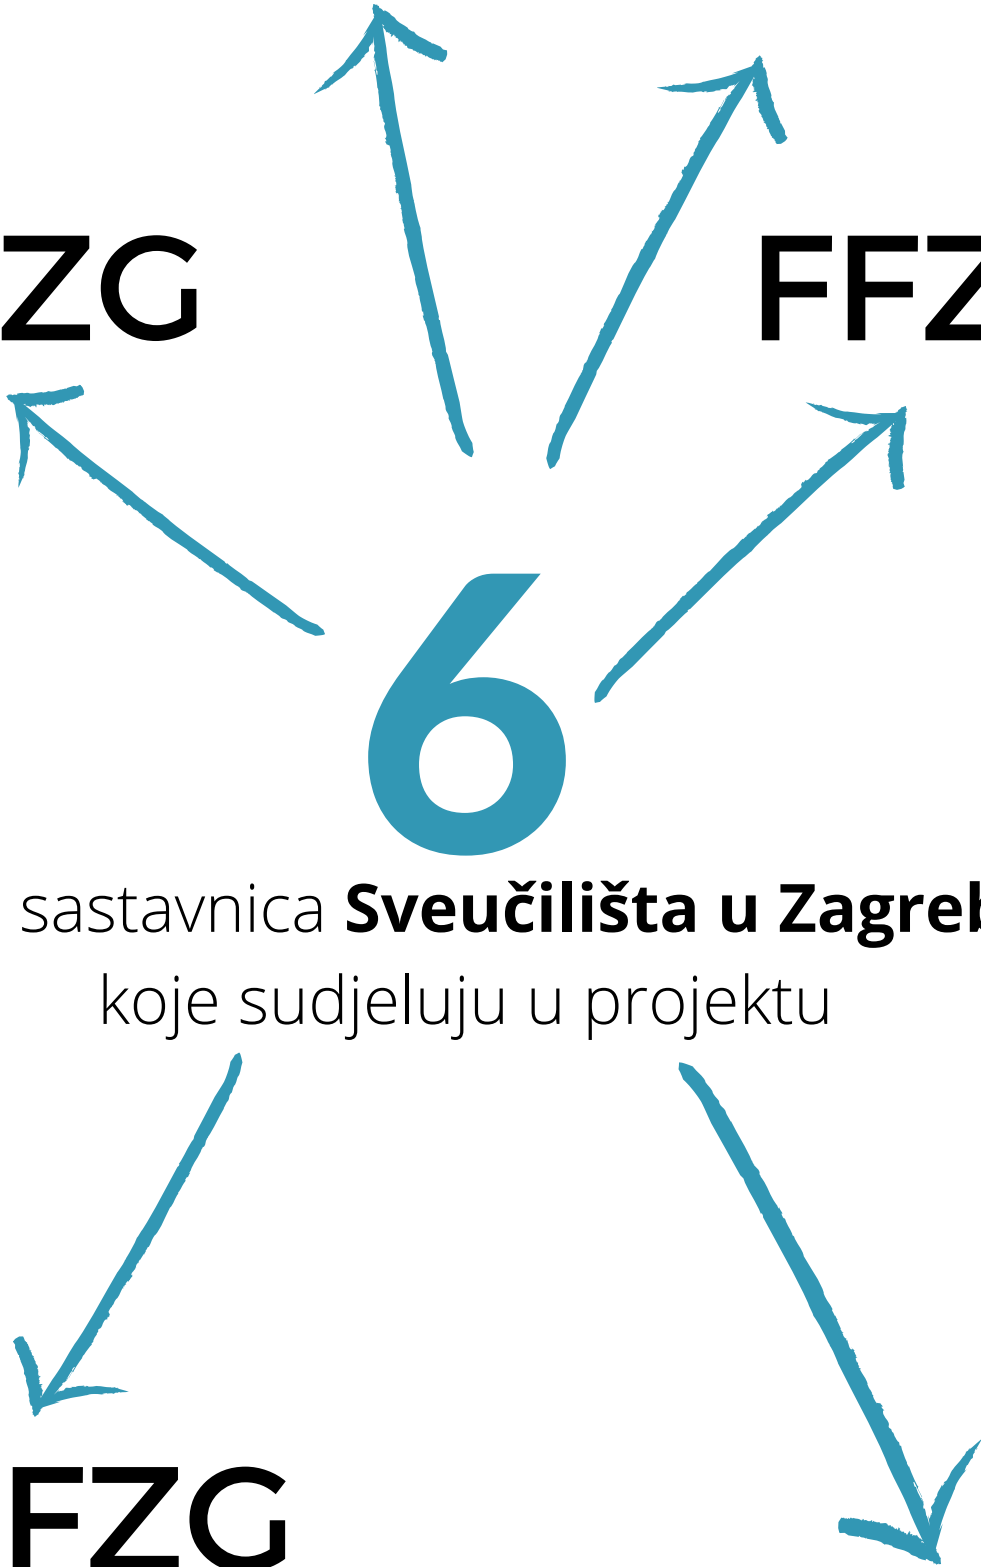 ZG
FFZ
6
sastavnica Sveučilišta u Zagreb
koje sudjeluju u projektu
FZG